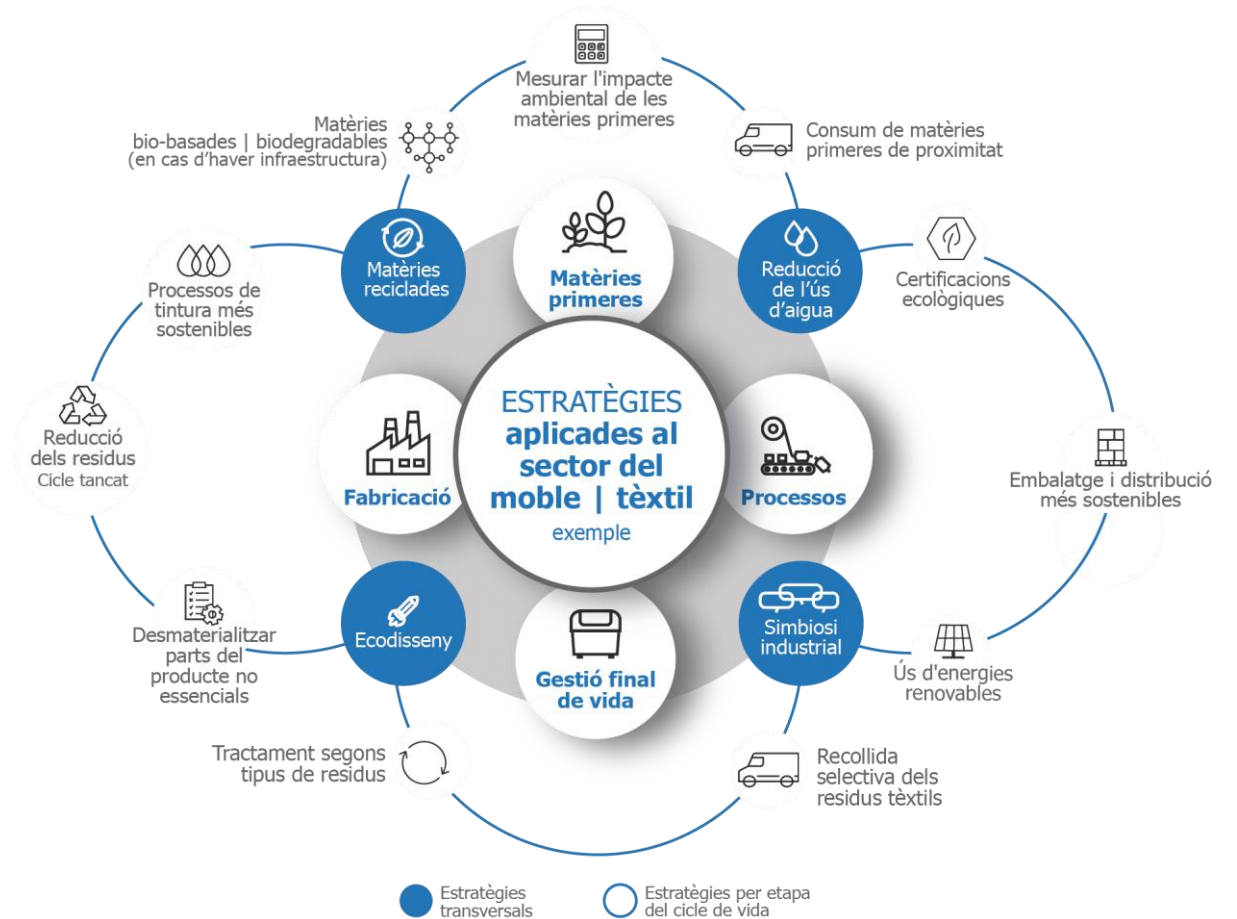 Mesurar l'impacte
ambiental de les
matèries primeres
Matèries
bio-basades | biodegradables
(en cas d'haver infraestructura)
Consum de matèries
primeres de proximitat
Matèries
reciclades
Matèries
primeres
Reducció
de l'ús
d'aigua
Certificacions
ecològiques
Processos de
tintura més
sostenibles
Reducció
dels residus
Cicle tancat
Fabricació
ESTRATÈGIES
aplicades al
sector del
moble | tèxtil
exemple
Processos
Embalatge i distribució
més sostenibles
Desmaterialitzar
parts del
producte no
essencials
Ecodisseny
Gestió final
de vida
Simbiosi
industrial
Ús d'energies
renovables
Tractament segons
tipus de residus
Recollida
selectiva dels
residus tèxtils
Estratègies
transversals
Estratègies per etapa
del cicle de vida